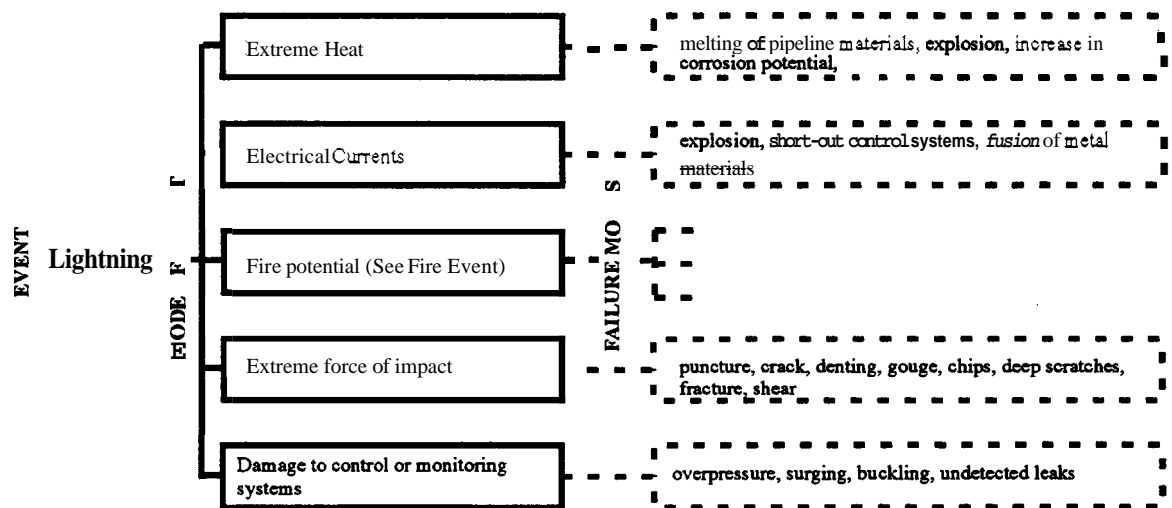 Extreme Heat
melting of pipeline materials, explosion, increase in
corrosion potential,
Electrical Currents
explosion, short-out control systems, fusion of metal
materials
EVENT
Lightning
Fire potential (See Fire Event)
FAILURE MO
S
Extreme force of impact
puncture, crack, denting, gouge, chips, deep scratches,
fracture, shear
Damage to control or monitoring
systems
overpressure, surging, buckling, undetected leaks